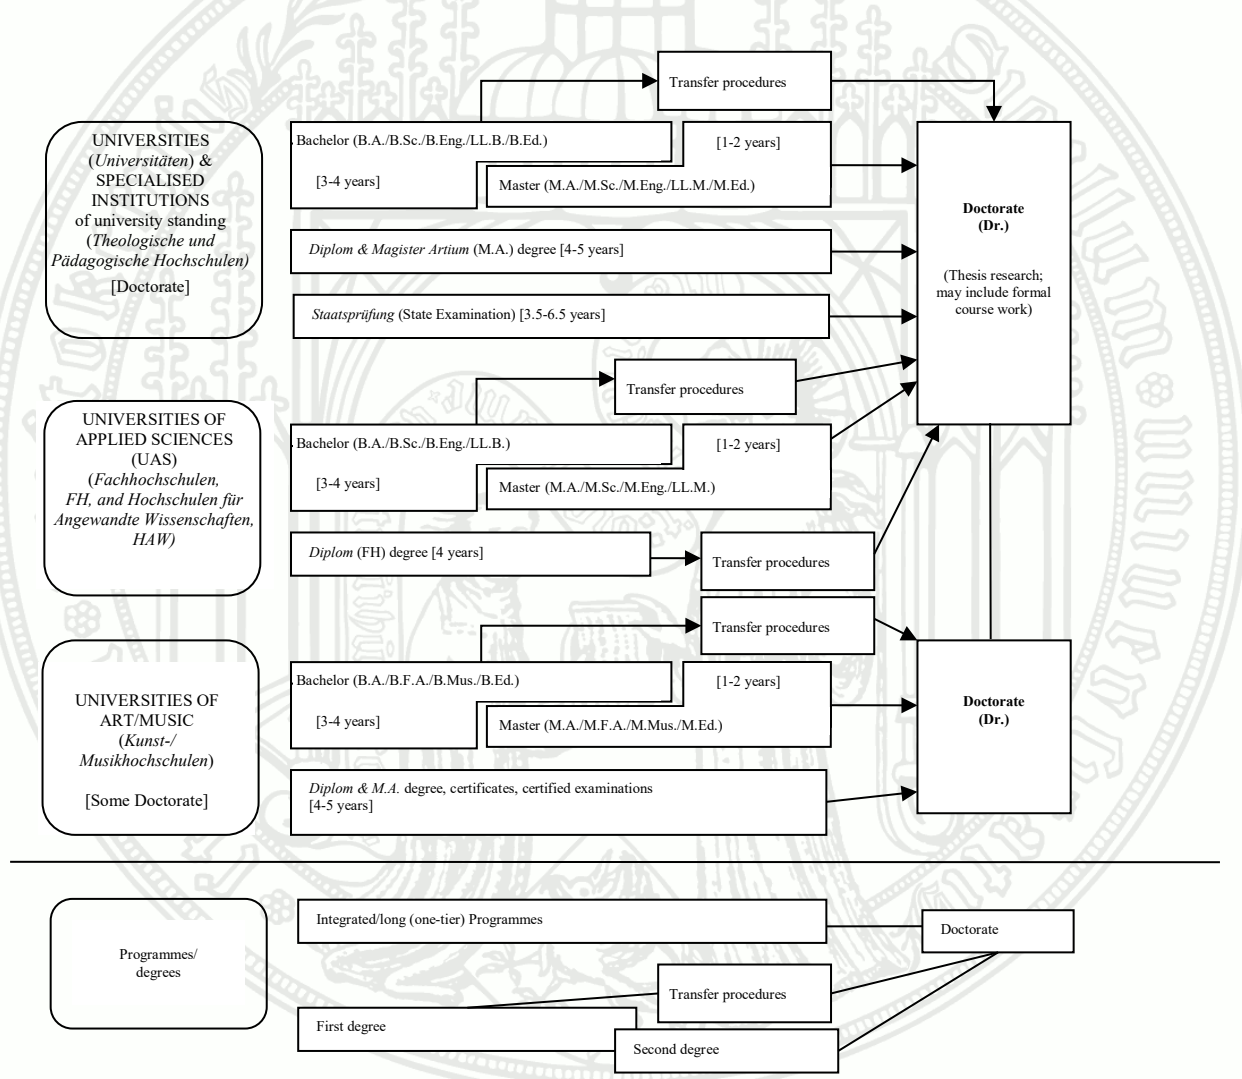 Transfer procedures
UNIVERSITIES
(Universitäten) &
SPECIALISED
INSTITUTIONS
of university standing
(Theologische und
Pädagogische Hochschulen)
[Doctorate]
Bachelor (B.A./B.Sc./B.Eng./LL.B./B.Ed.)
[1-2 years]
[3-4 years]
Master (M.A./M.Sc./M.Eng./LL.M./M.Ed.)
Diplom & Magister Artium (M.A.) degree [4-5 years]
Staatsprüfung (State Examination) [3.5-6.5 years]
Doctorate
(Dr.)
(Thesis research;
may include formal
course work)
Transfer procedures
UNIVERSITIES OF
APPLIED SCIENCES
(UAS)
(Fachhochschulen,
FH, and Hochschulen für
Angewandte Wissenschaften,
HAW)
Bachelor (B.A./B.Sc./B.Eng./LL.B.)
[1-2 years]
[3-4 years]
Master (M.A./M.Sc./M.Eng./LL.M.)
Diplom (FH) degree [4 years]
Transfer procedures
Transfer procedures
UNIVERSITIES OF
ART/MUSIC
(Kunst-/
Musikhochschulen)
[Some Doctorate]
Bachelor (B.A./B.F.A./B.Mus./B.Ed.)
[1-2 years]
[3-4 years]
Master (M.A./M.F.A./M.Mus./M.Ed.)
Diplom & M.A. degree, certificates, certified examinations
[4-5 years]
Doctorate
(Dr.)
Programmes/
degrees
Integrated/long (one-tier) Programmes
Doctorate
Transfer procedures
First degree
Second degree